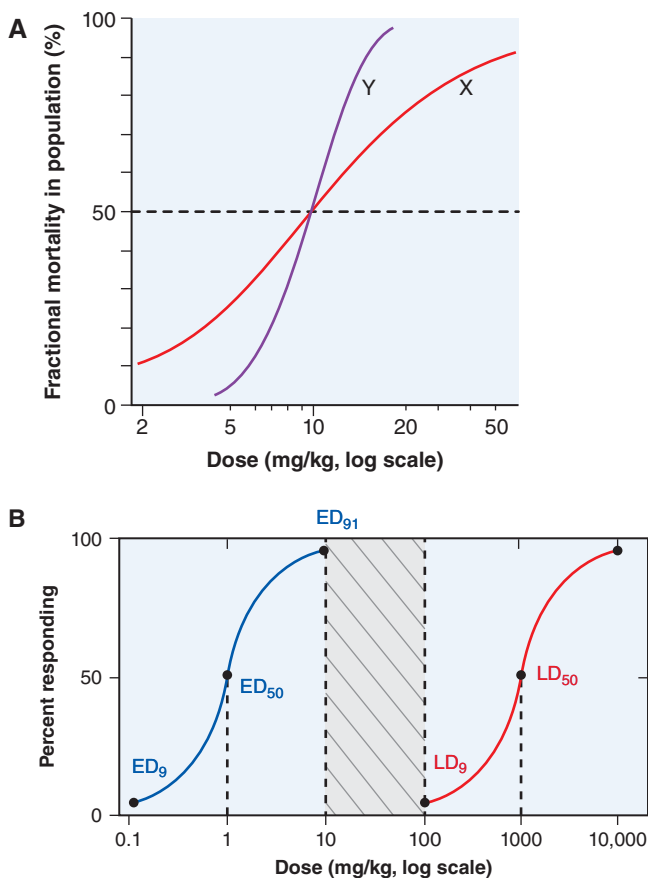 A
Fractional mortality in population (%)
100
50
0
Y
X
2 5 10 20 50
Dose (mg/kg, log scale)
B
Percent responding
100
50
0
ED91
ED50
ED9
LD50
LD9
0.1 1 10 100 1000 10,000
Dose (mg/kg, log scale)